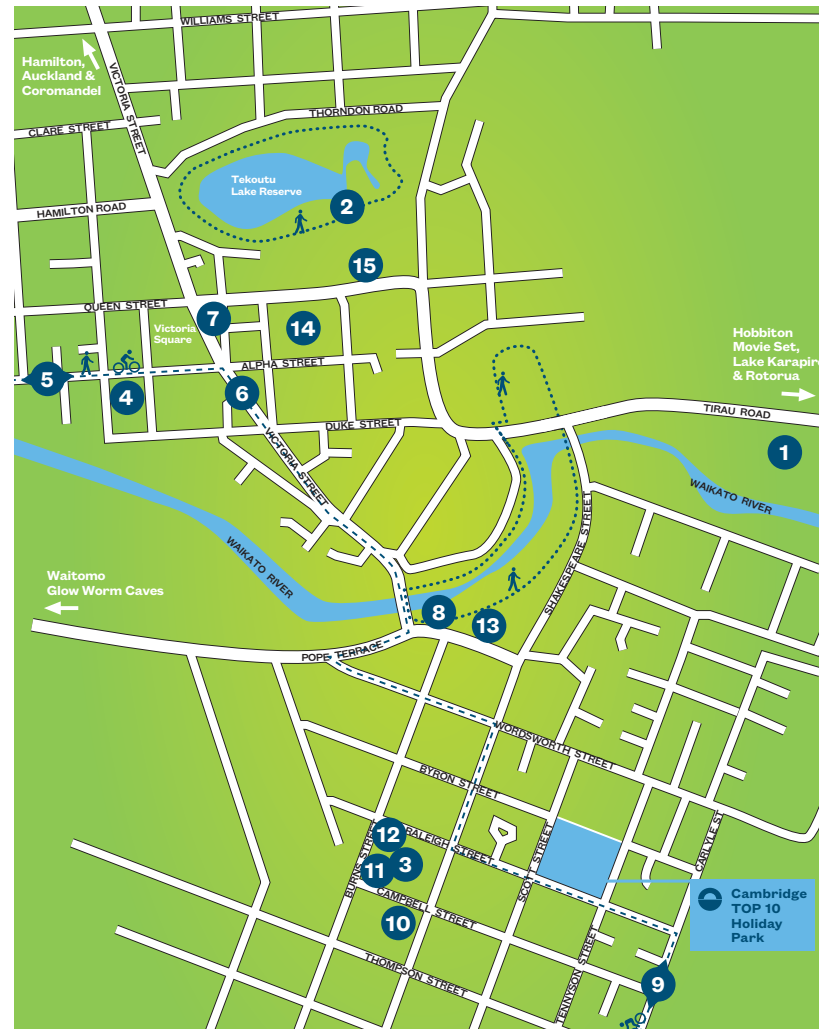 WILLIAMS STREET
Hamilton,
Auckland &
Coromandel
VICTORIA STREET
THORNDON ROAD
CLARE STREET
Tekoutu
Lake Reserve
2
HAMILTON ROAD
15
QUEEN STREET
7
Victoria
Square
14
Hobbiton
Movie Set,
Lake Karapiro
& Rotorua
ALPHA STREET
5
4
6
TIRAU ROAD
DUKE STREET
1
VICTORIA STREET
WAIKATO RIVER
WAIKATO RIVER
SHAKESPEARE STREET
Waitomo
Glow Worm Caves
8
13
POPE TERRACE
WORDSWORTH STREET
BYRON STREET
12
RALEIGH STREET
3
11
BURNS STREET
SCOTT STREET
CARLYLE ST
CAMPBELL STREET
10
Cambridge
TOP 10
Holiday
Park
THOMPSON STREET
TENNYSON STREET
9